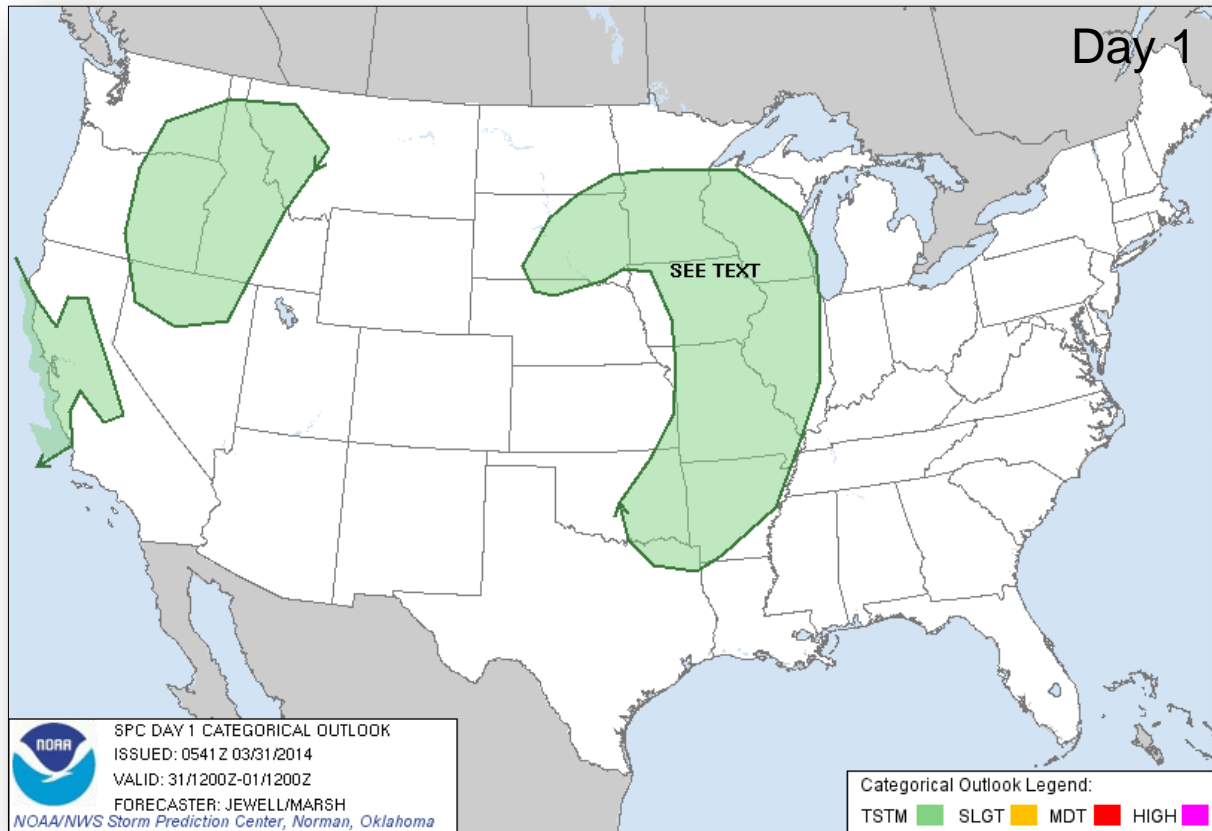 Day 1
SEE TEXT
NOAA
SPC DAY 1 CATEGORICAL OUTLOOK
ISSUED: 0541Z 03/31/2014
VALID: 31/1200Z-01/1200Z
FORECASTER: JEWELL/MARSH
NOAA/NWS Storm Prediction Center, Norman, Oklahoma
Categorical Outlook Legend:
TSTM SLGT MDT HIGH